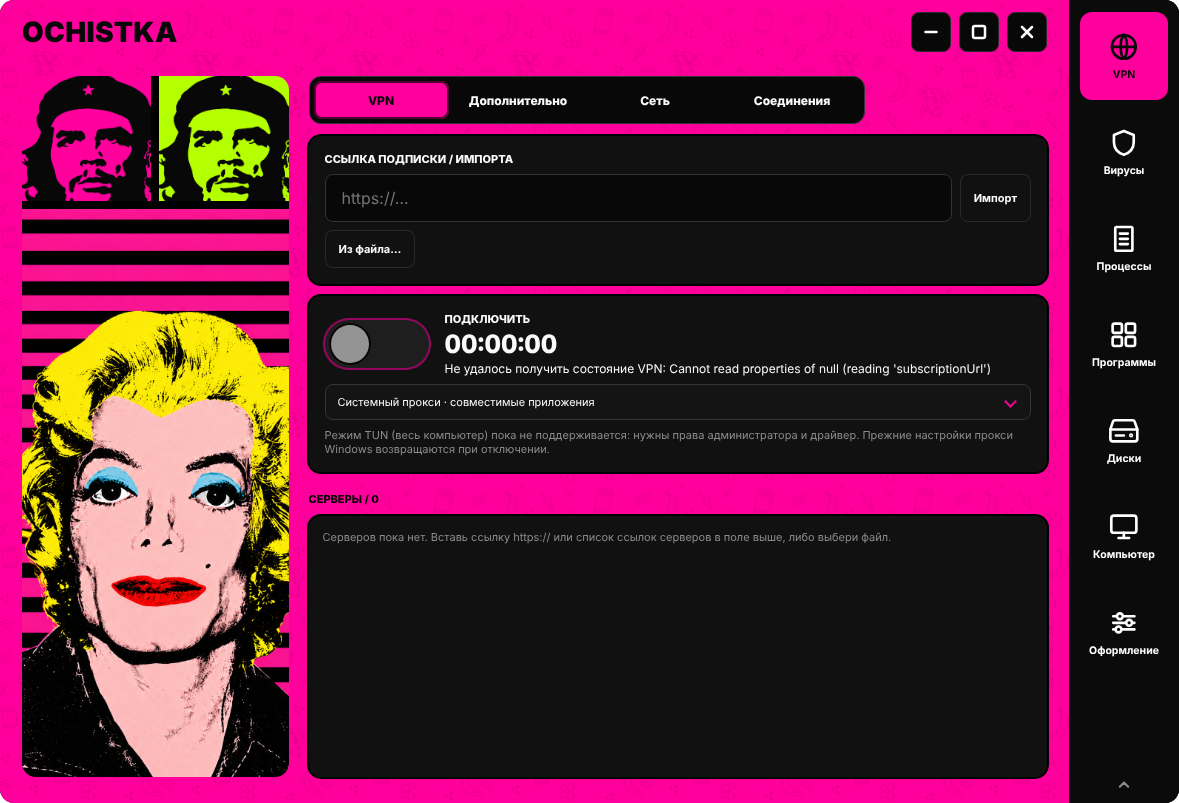 OCHISTKA
VPN
Дополнительно
Сеть
Соединения
ССЫЛКА ПОДПИСКИ / ИМПОРТА
https://...
Импорт
Из файла...
ПОДКЛЮЧИТЬ
00:00:00
Не удалось получить состояние VPN: Cannot read properties of null (reading 'subscriptionUrl')
Системный прокси · совместимые приложения
Режим TUN (весь компьютер) пока не поддерживается: нужны права администратора и драйвер. Прежние настройки прокси
Windows возвращаются при отключении.
СЕРВЕРЫ / 0
Серверов пока нет. Вставь ссылку https:// или список ссылок серверов в поле выше, либо выбери файл.
VPN
Вирусы
Процессы
Программы
Диски
Компьютер
Оформление